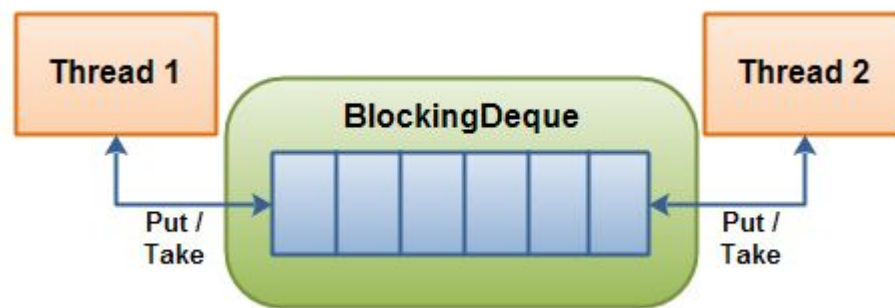 Thread 1
Thread 2
BlockingDeque
Put /
Take
Put /
Take